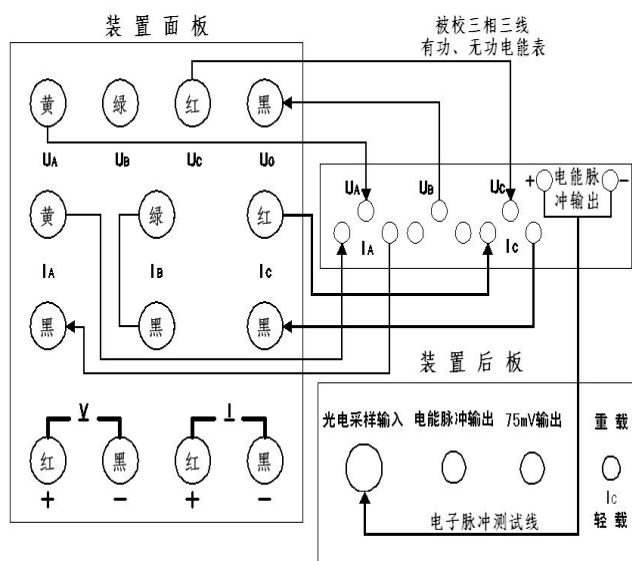 装置面板
被校三相三线
有功、无功电能表
黄 绿 红 黑
UA UB UC U0
UA UB UC + 电能脉 -
冲输出
黄 绿 红
IA IC
IA IB IC
黑 黑 黑
装置后板
V I
光电采样输入 电能脉冲输出 75mV输出 重载
红 黑 红 黑
IC
+ - + -
电子脉冲测试线 轻载